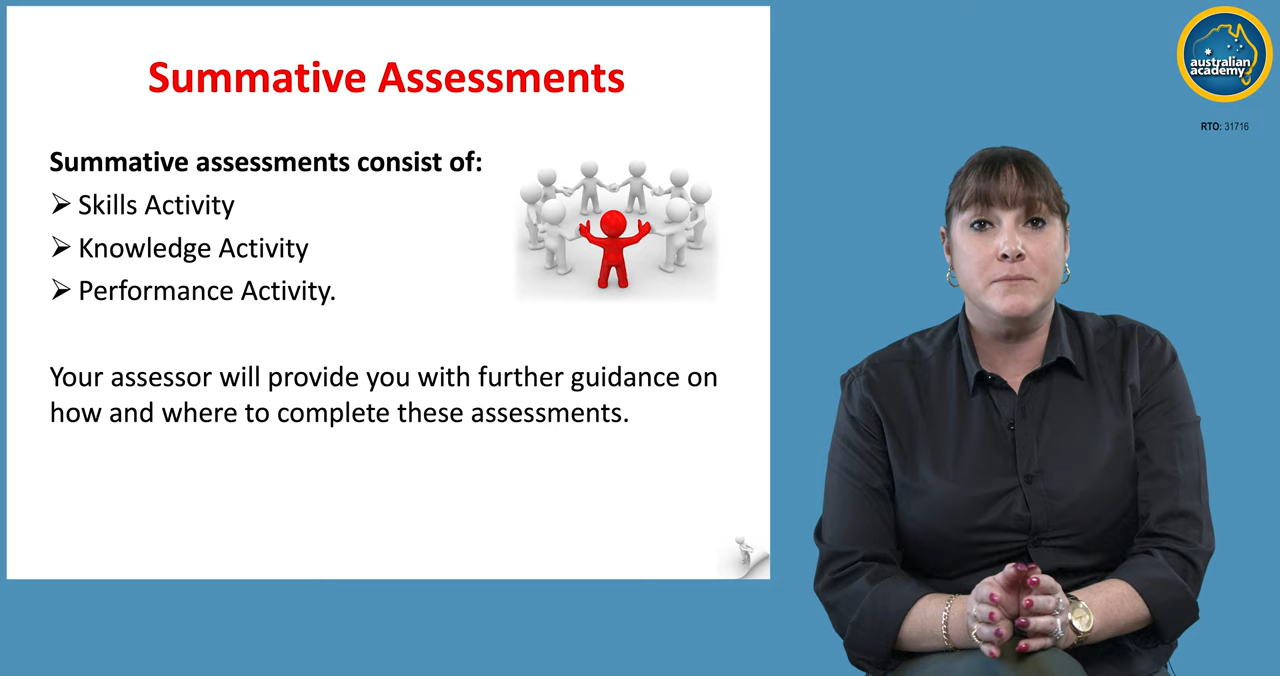 Summative Assessments
Summative assessments consist of:
Skills Activity
Knowledge Activity
Performance Activity.
Your assessor will provide you with further guidance on
how and where to complete these assessments.
australian
academy
RTO: 31716